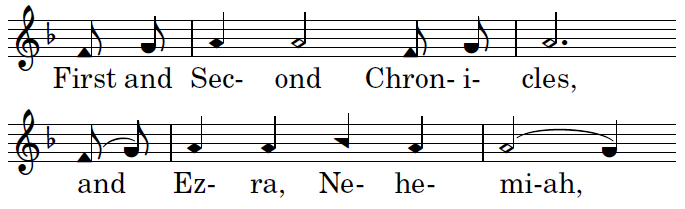 First and Sec- ond Chron- i- cles,
and Ez- ra, Ne- he- mi-ah,